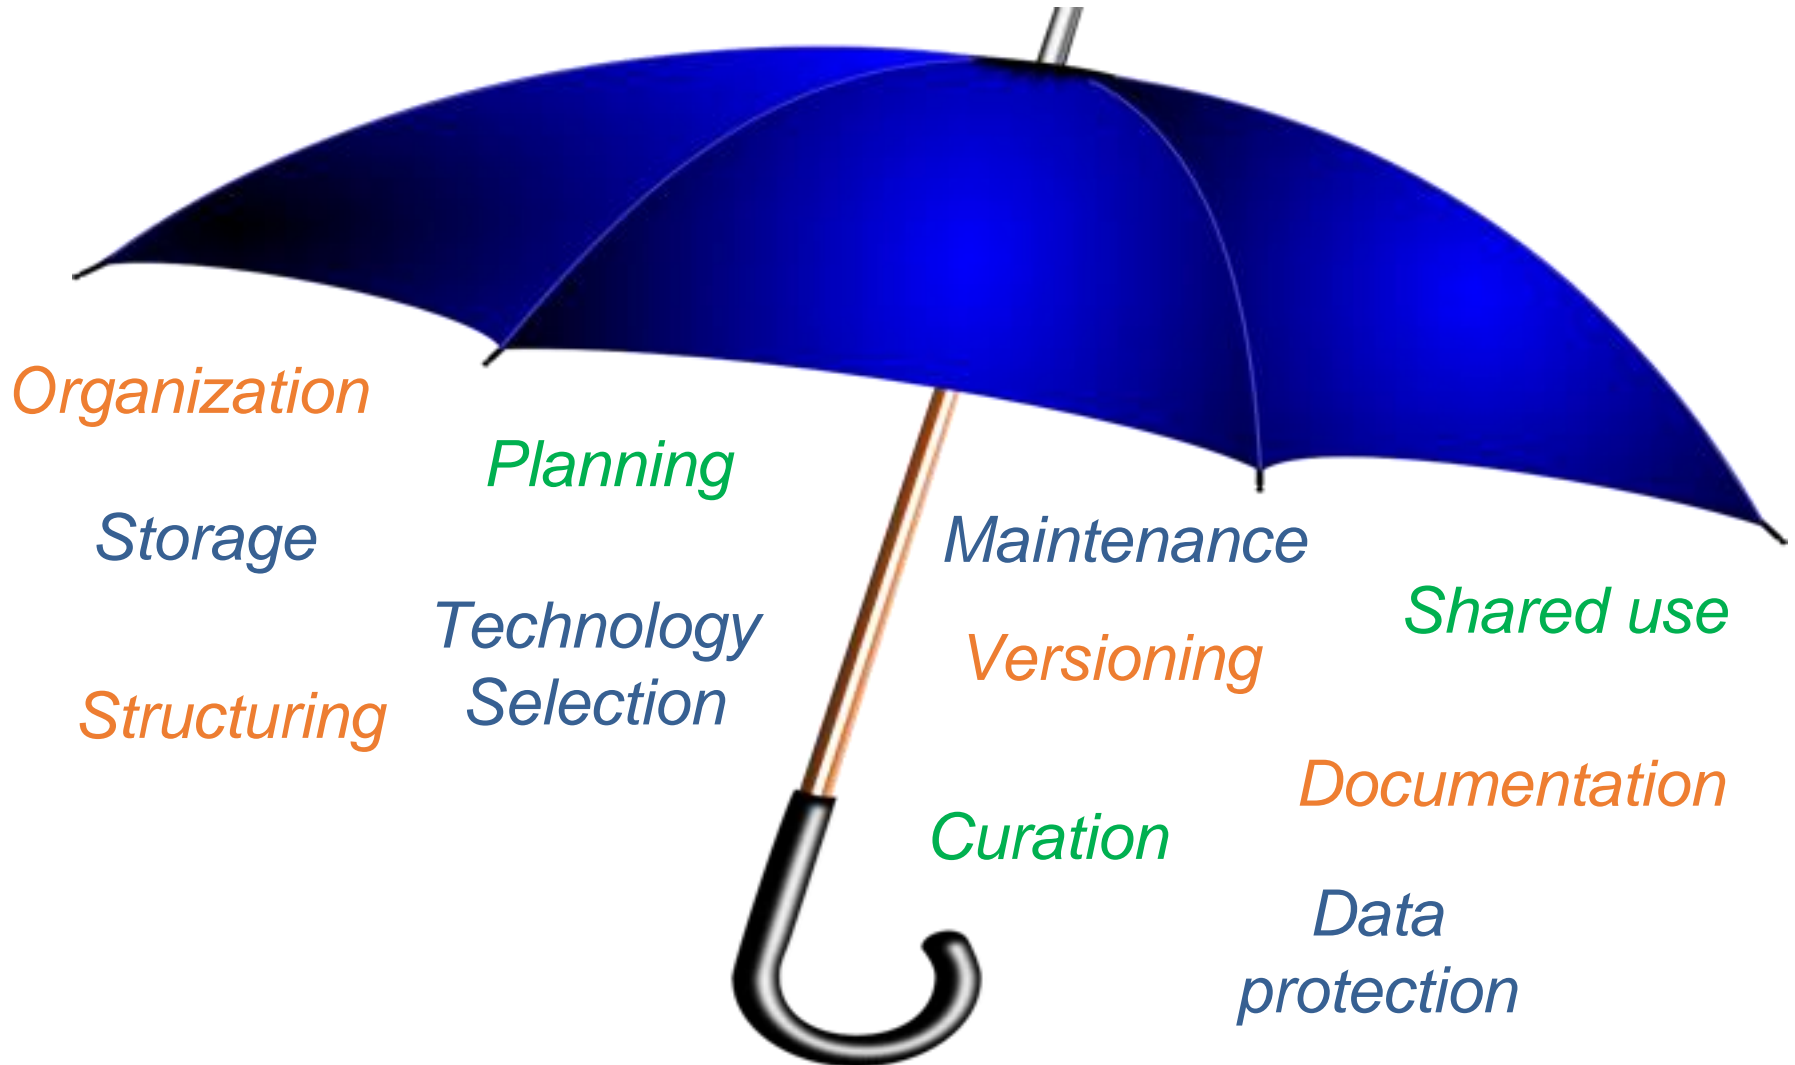 Organization
Planning
Storage
Maintenance
Shared use
Technology
Selection
Versioning
Structuring
Documentation
Curation
Data
protection